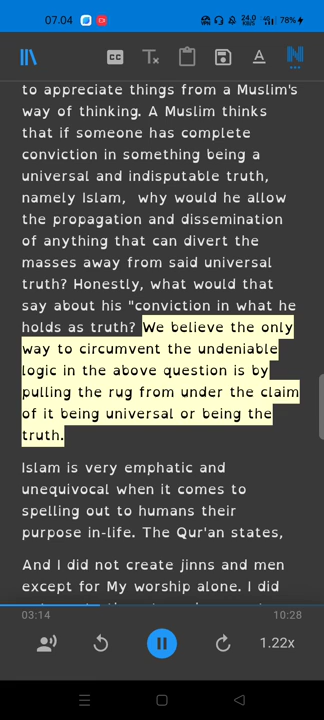 07.04
24.0
KB/S
4G
78%
CC
T
A
N
to appreciate things from a Muslim's
way of thinking. A Muslim thinks
that if someone has complete
conviction in something being a
universal and indisputable truth,
namely Islam,  why would he allow
the propagation and dissemination
of anything that can divert the
masses away from said universal
truth? Honestly, what would that
say about his "conviction in what he
holds as truth? We believe the only
way to circumvent the undeniable
logic in the above question is by
pulling the rug from under the claim
of it being universal or being the
truth.
Islam is very emphatic and
unequivocal when it comes to
spelling out to humans their
purpose in-life. The Qur'an states,
And I did not create jinns and men
except for My worship alone. I did
03:14
10:28
1.22x